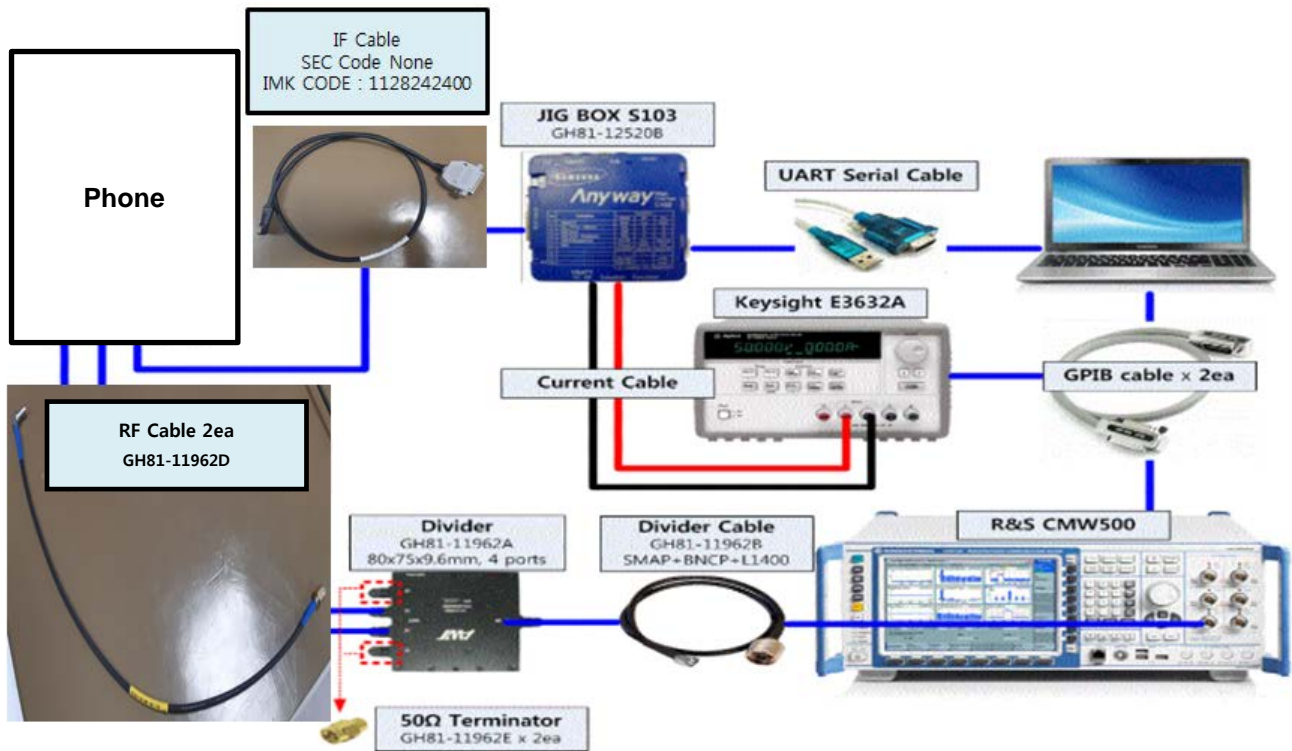 IF Cable
SEC Code None
IMK CODE : 1128242400
Phone
JIG BOX S103
GH81-12520B
SAMSUNG
Anyway
UART Serial Cable
Keysight E3632A
Current Cable
GPIB cable x 2ea
RF Cable 2ea
GH81-11962D
Divider
GH81-11962A
80x75x9.6mm, 4 ports
Divider Cable
GH81-11962B
SMAP+BNCP+L1400
R&S CMW500
50Ω Terminator
GH81-11962E x 2ea